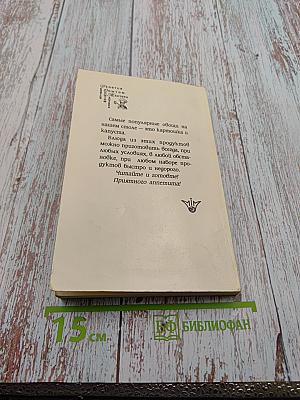 Самые популярные овощи на
нашем столе — это картошка и
капуста.
Блюда из этих продуктов
можно приготовить всегда, при
любых условиях, в любой обста-
новке, при любом наборе про-
дуктов быстро и недорого.
Читайте и готовьте!
Приятного аппетита!
15 см.
БФ БИБЛИОФАН